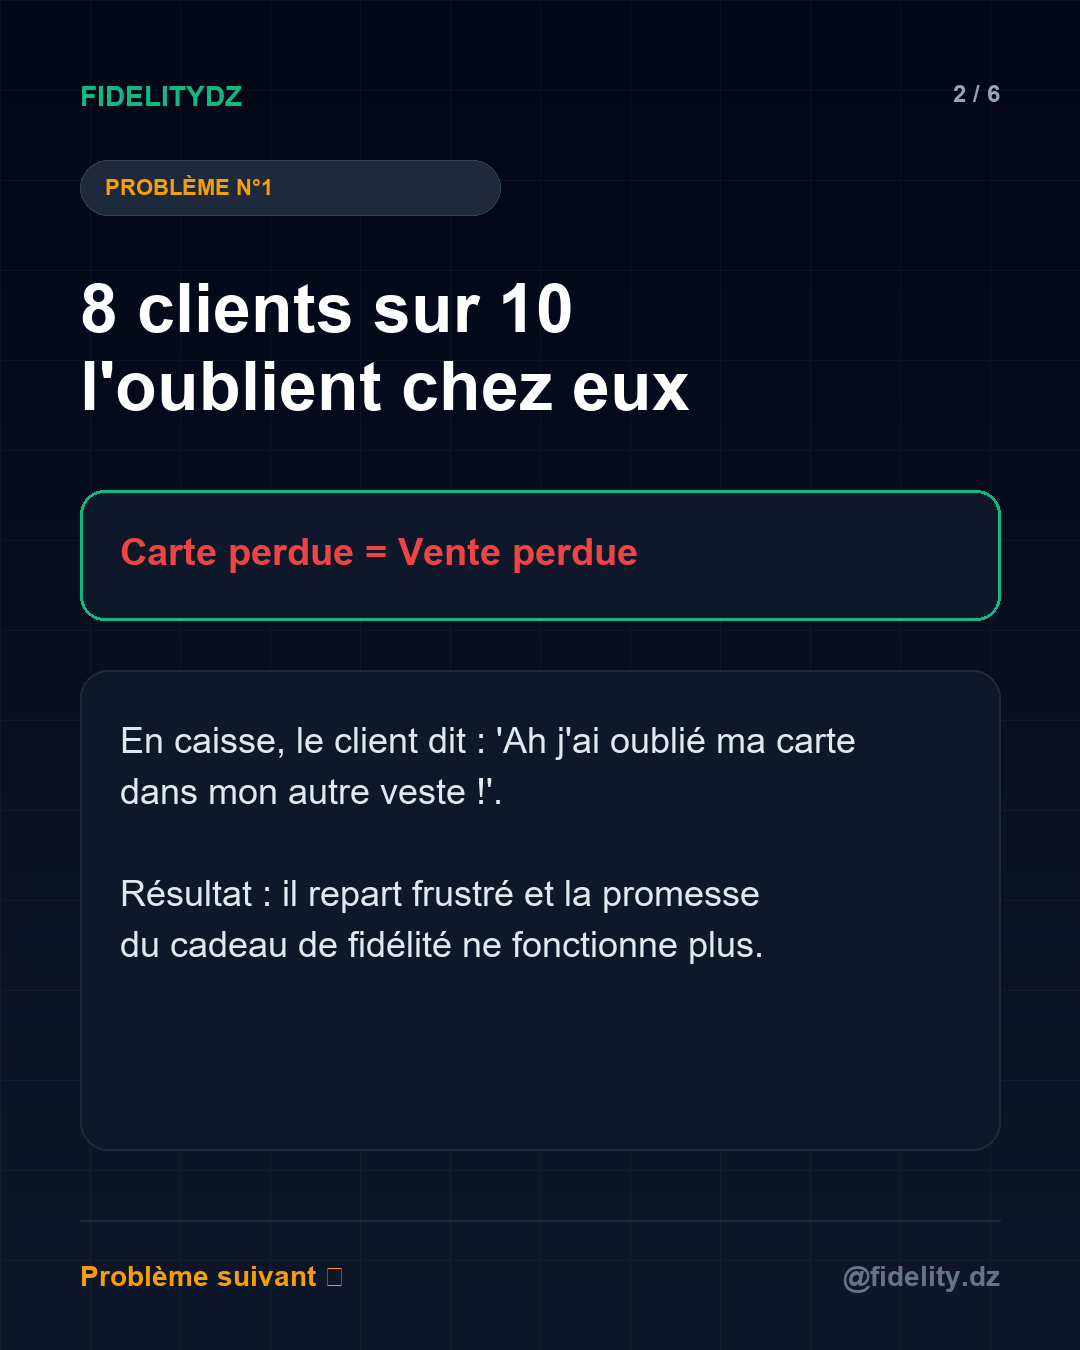 FIDELITYDZ
2 / 6
PROBLÈME N°1
8 clients sur 10
l'oublient chez eux
Carte perdue = Vente perdue
En caisse, le client dit : 'Ah j'ai oublié ma carte
dans mon autre veste !'.
Résultat : il repart frustré et la promesse
du cadeau de fidélité ne fonctionne plus.
Problème suivant
@fidelity.dz